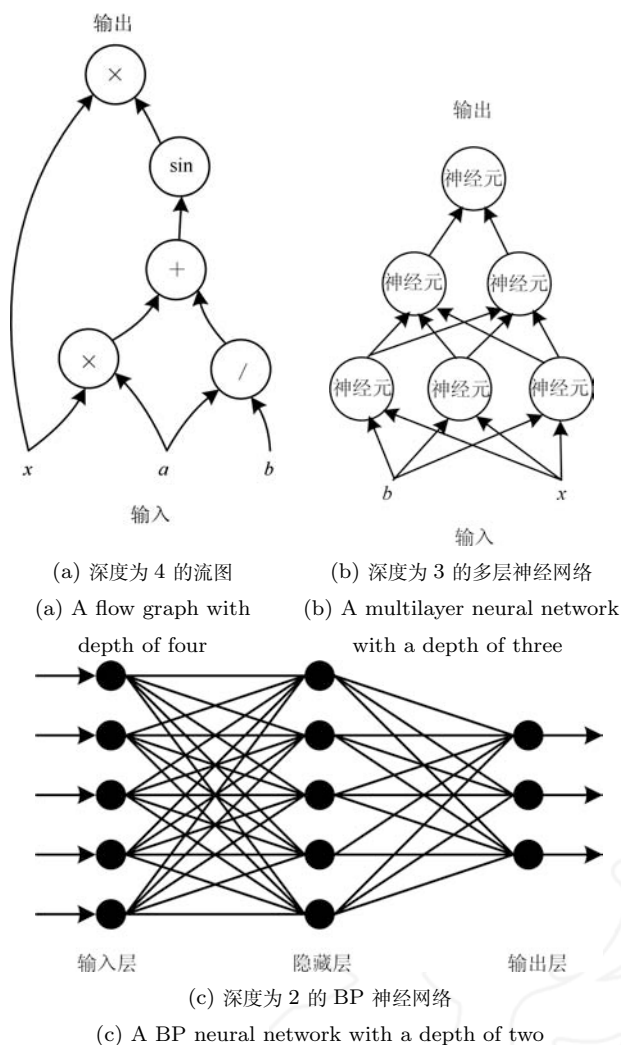 输出
×
sin
+
×
/
x
a
b
输入
输出
神经元
神经元
神经元
神经元
神经元
神经元
b
x
输入
(a) 深度为 4 的流图
(b) 深度为 3 的多层神经网络
(a) A flow graph with
(b) A multilayer neural network
depth of four
with a depth of three
输入层
隐藏层
输出层
(c) 深度为 2 的 BP 神经网络
(c) A BP neural network with a depth of two